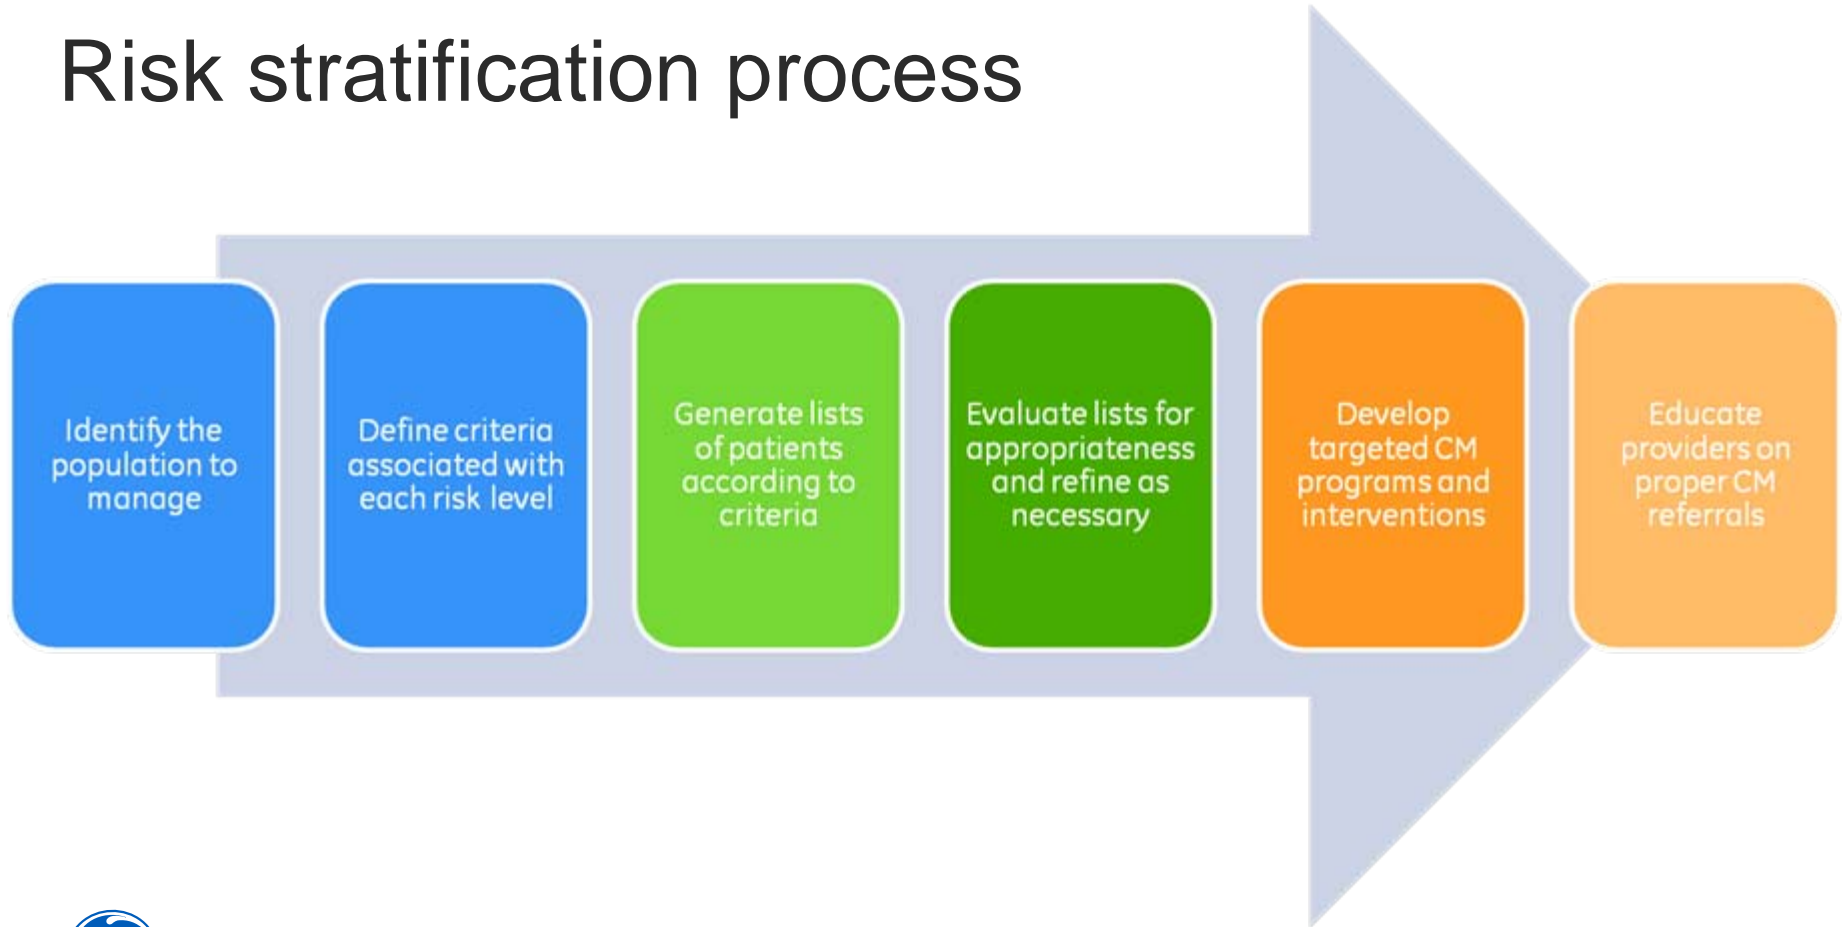 Risk stratification process
Identify the
population to
manage
Define criteria
associated with
each risk level
Generate lists
of patients
according to
criteria
Evaluate lists for
appropriateness
and refine as
necessary
Develop
targeted CM
programs and
interventions
Educate
providers on
proper CM
referrals